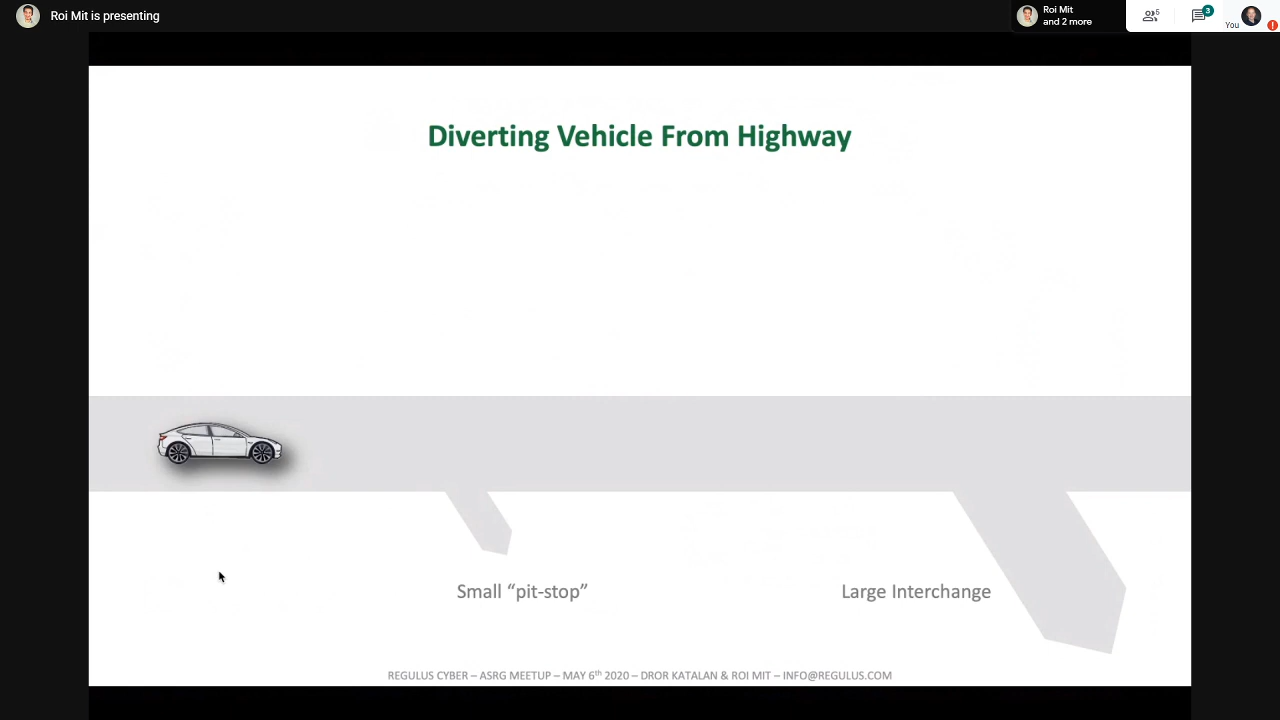 Roi Mit is presenting
Roi Mit
and 2 more
5
3
You
!
Diverting Vehicle From Highway
Small “pit-stop”
Large Interchange
REGULUS CYBER – ASRG MEETUP – MAY 6th 2020 – DROR KATALAN & ROI MIT – INFO@REGULUS.COM